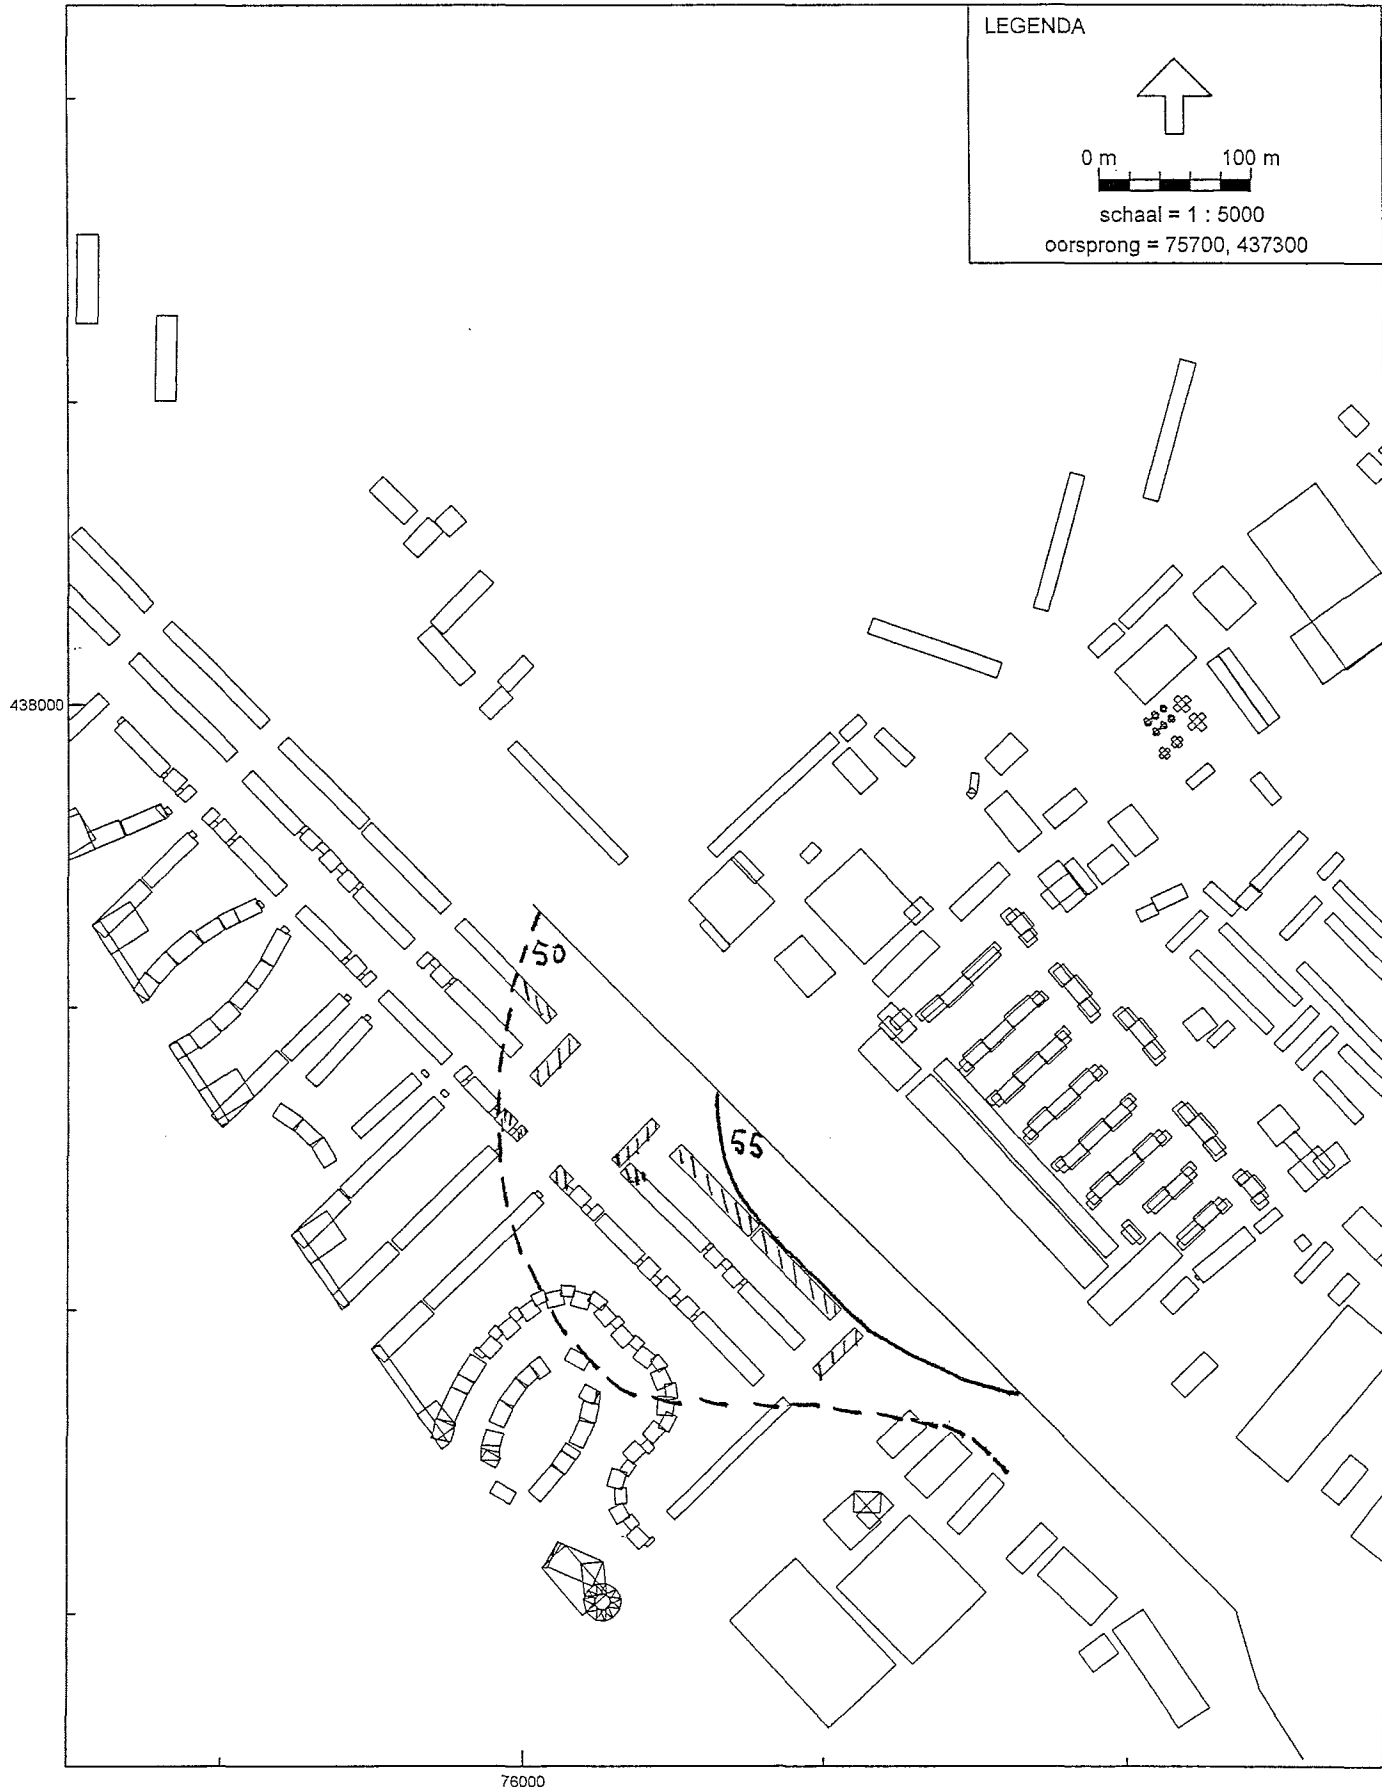 LEGENDA
0 m 100 m
schaal = 1 : 5000
oorsprong = 75700, 437300
438000
50
55
76000